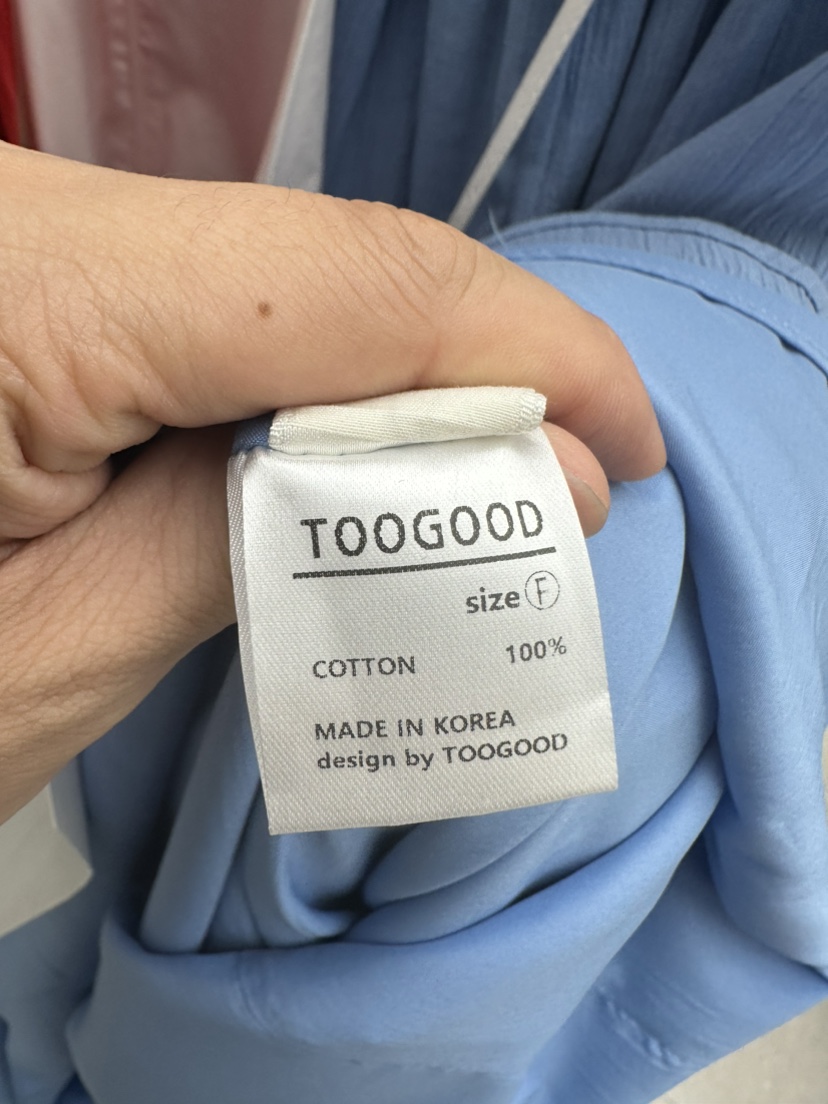 TOOGOOD
size Ⓕ
COTTON 100%
MADE IN KOREA
design by TOOGOOD